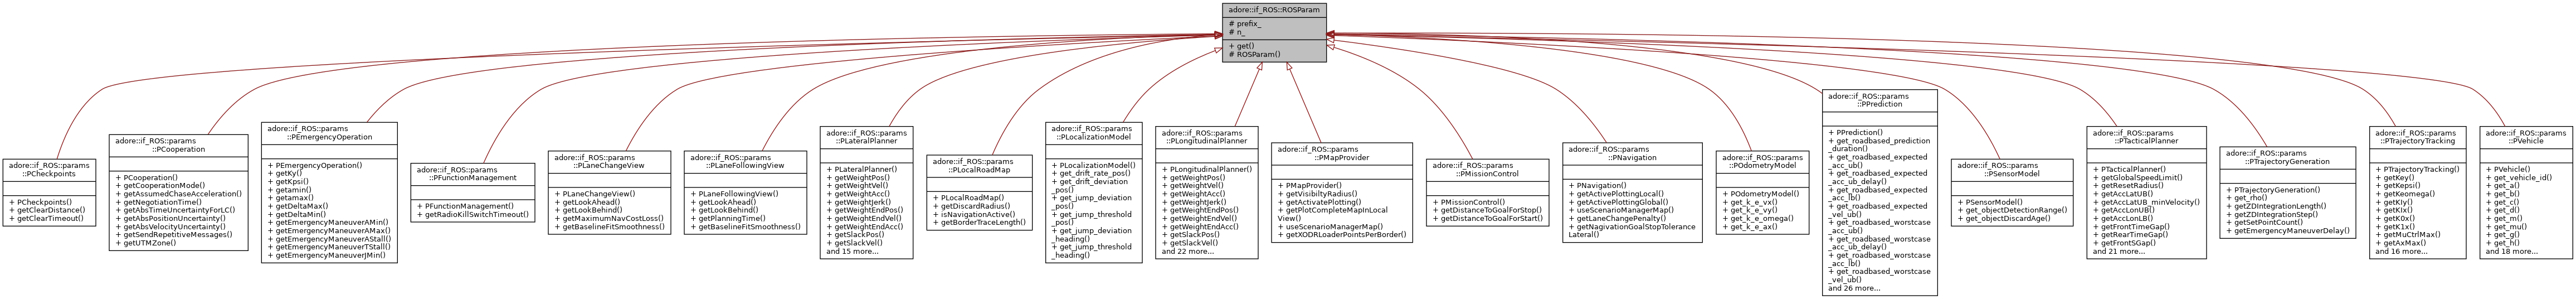 adore::if_ROS::ROSParam
# prefix_
# n_
+ get()
# ROSParam()
adore::if_ROS::params
::PCheckpoints
+ PCheckpoints()
+ getClearDistance()
+ getClearTimeout()
adore::if_ROS::params
::PCooperation
+ PCooperation()
+ getCooperationMode()
+ getAssumedChaseAcceleration()
+ getNegotiationTime()
+ getAbsTimeUncertaintyForLC()
+ getAbsPositionUncertainty()
+ getAbsVelocityUncertainty()
+ getSendRepetitiveMessages()
+ getUTMZone()
adore::if_ROS::params
::PEmergencyOperation
+ PEmergencyOperation()
+ getKy()
+ getKpsi()
+ getamin()
+ getamax()
+ getDeltaMax()
+ getDeltaMin()
+ getEmergencyManeuverAMin()
+ getEmergencyManeuverAMax()
+ getEmergencyManeuverAStall()
+ getEmergencyManeuverTStall()
+ getEmergencyManeuverJMin()
adore::if_ROS::params
::PFunctionManagement
+ PFunctionManagement()
+ getRadioKillSwitchTimeout()
adore::if_ROS::params
::PLaneChangeView
+ PLaneChangeView()
+ getLookAhead()
+ getLookBehind()
+ getMaximumNavCostLoss()
+ getBaselineFitSmoothness()
adore::if_ROS::params
::PLaneFollowingView
+ PLaneFollowingView()
+ getLookAhead()
+ getLookBehind()
+ getPlanningTime()
+ getBaselineFitSmoothness()
adore::if_ROS::params
::PLateralPlanner
+ PLateralPlanner()
+ getWeightPos()
+ getWeightVel()
+ getWeightAcc()
+ getWeightJerk()
+ getWeightEndPos()
+ getWeightEndVel()
+ getWeightEndAcc()
+ getSlackPos()
+ getSlackVel()
and 15 more...
adore::if_ROS::params
::PLocalRoadMap
+ PLocalRoadMap()
+ getDiscardRadius()
+ isNavigationActive()
+ getBorderTraceLength()
adore::if_ROS::params
::PLocalizationModel
+ PLocalizationModel()
+ get_drift_rate_pos()
+ get_drift_deviation
_pos()
+ get_jump_deviation
_pos()
+ get_jump_threshold
_pos()
+ get_jump_deviation
_heading()
+ get_jump_threshold
_heading()
adore::if_ROS::params
::PLongitudinalPlanner
+ PLongitudinalPlanner()
+ getWeightPos()
+ getWeightVel()
+ getWeightAcc()
+ getWeightJerk()
+ getWeightEndPos()
+ getWeightEndVel()
+ getWeightEndAcc()
+ getSlackPos()
+ getSlackVel()
and 22 more...
adore::if_ROS::params
::PMapProvider
+ PMapProvider()
+ getVisibiltyRadius()
+ getActivatePlotting()
+ getPlotCompleteMapInLocal
View()
+ useScenarioManagerMap()
+ getXODRLoaderPointsPerBorder()
adore::if_ROS::params
::PMissionControl
+ PMissionControl()
+ getDistanceToGoalForStop()
+ getDistanceToGoalForStart()
adore::if_ROS::params
::PNavigation
+ PNavigation()
+ getActivePlottingLocal()
+ getActivePlottingGlobal()
+ useScenarioManagerMap()
+ getLaneChangePenalty()
+ getNagivationGoalStopTolerance
Lateral()
adore::if_ROS::params
::POdometryModel
+ POdometryModel()
+ get_k_e_vx()
+ get_k_e_vy()
+ get_k_e_omega()
+ get_k_e_ax()
adore::if_ROS::params
::PPrediction
+ PPrediction()
+ get_roadbased_prediction
_duration()
+ get_roadbased_expected
_acc_ub()
+ get_roadbased_expected
_acc_ub_delay()
+ get_roadbased_expected
_acc_lb()
+ get_roadbased_expected
_vel_ub()
+ get_roadbased_worstcase
_acc_ub()
+ get_roadbased_worstcase
_acc_ub_delay()
+ get_roadbased_worstcase
_acc_lb()
+ get_roadbased_worstcase
_vel_ub()
and 26 more...
adore::if_ROS::params
::PSensorModel
+ PSensorModel()
+ get_objectDetectionRange()
+ get_objectDiscardAge()
adore::if_ROS::params
::PTacticalPlanner
+ PTacticalPlanner()
+ getGlobalSpeedLimit()
+ getResetRadius()
+ getAccLatUB()
+ getAccLatUB_minVelocity()
+ getAccLonUB()
+ getAccLonLB()
+ getFrontTimeGap()
+ getRearTimeGap()
+ getFrontSGap()
and 21 more...
adore::if_ROS::params
::PTrajectoryGeneration
+ PTrajectoryGeneration()
+ get_rho()
+ getZDIntegrationLength()
+ getZDIntegrationStep()
+ getSetPointCount()
+ getEmergencyManeuverDelay()
adore::if_ROS::params
::PTrajectoryTracking
+ PTrajectoryTracking()
+ getKey()
+ getKepsi()
+ getKeomega()
+ getKIy()
+ getKIx()
+ getK0x()
+ getK1x()
+ getMuCtrlMax()
+ getAxMax()
and 16 more...
adore::if_ROS::params
::PVehicle
+ PVehicle()
+ get_vehicle_id()
+ get_a()
+ get_b()
+ get_c()
+ get_d()
+ get_m()
+ get_mu()
+ get_g()
+ get_h()
and 18 more...